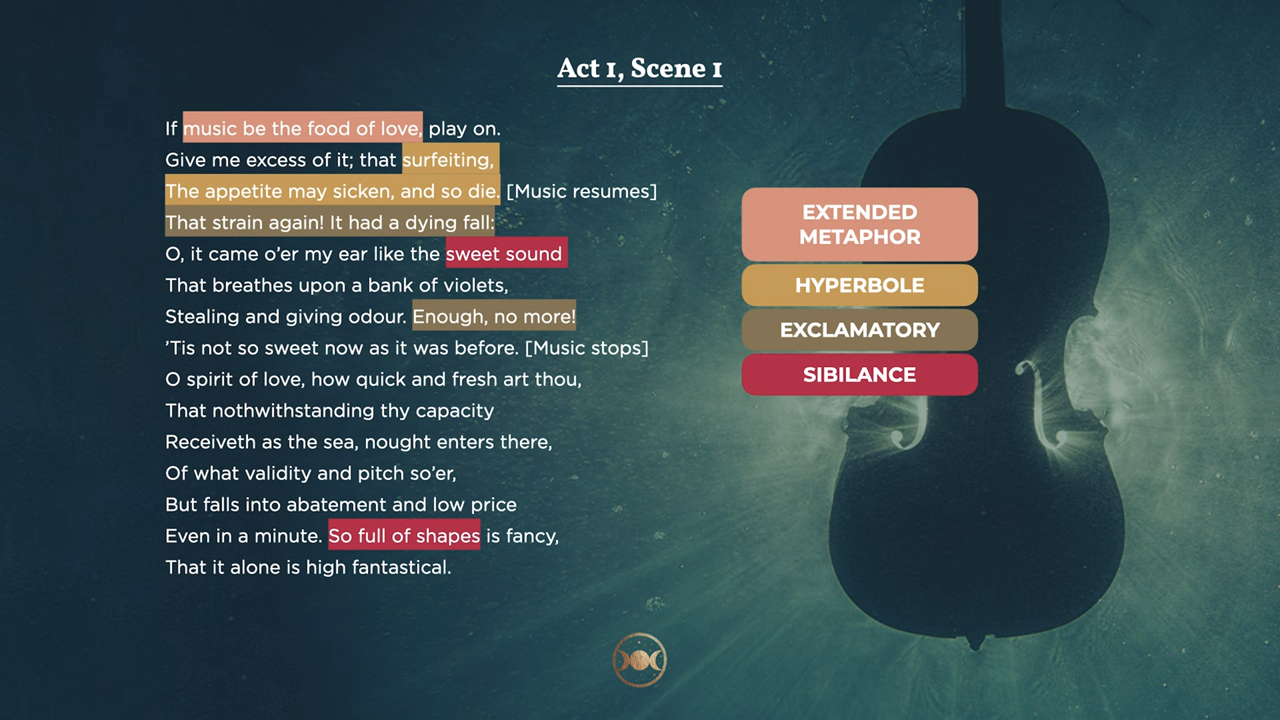 Act 1, Scene 1
If music be the food of love, play on.
Give me excess of it; that surfeiting,
The appetite may sicken, and so die. [Music resumes]
That strain again! It had a dying fall:
O, it came o’er my ear like the sweet sound
That breathes upon a bank of violets,
Stealing and giving odour. Enough, no more!
’Tis not so sweet now as it was before. [Music stops]
O spirit of love, how quick and fresh art thou,
That nothwithstanding thy capacity
Receiveth as the sea, nought enters there,
Of what validity and pitch so’er,
But falls into abatement and low price
Even in a minute. So full of shapes is fancy,
That it alone is high fantastical.
EXTENDED
METAPHOR
HYPERBOLE
EXCLAMATORY
SIBILANCE